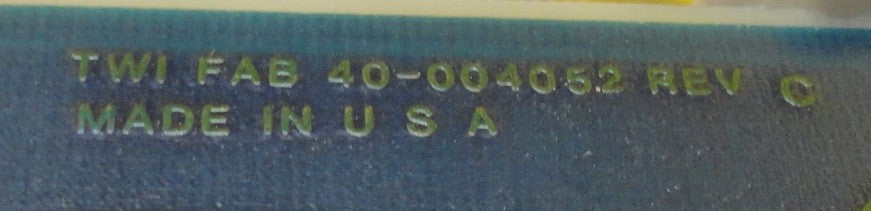 TWI FAB 40-004052 REV C
MADE IN U S A